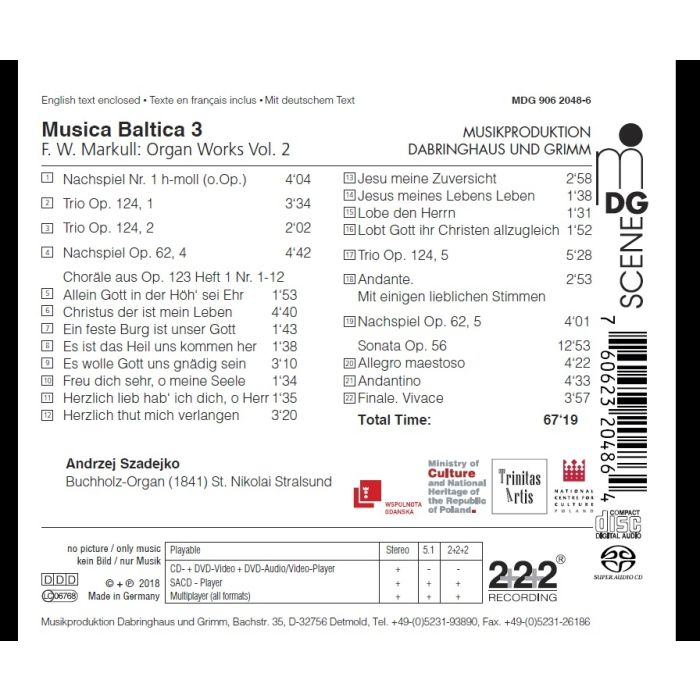 English text enclosed • Texte en français inclus • Mit deutschem Text
MDG 906 2048-6
Musica Baltica 3
F. W. Markull: Organ Works Vol. 2
MUSIKPRODUKTION
DABRINGHAUS UND GRIMM
1 Nachspiel Nr. 1 h-moll (o.Op.) 4'04
2 Trio Op. 124, 1 3'34
3 Trio Op. 124, 2 2'02
4 Nachspiel Op. 62, 4 4'42
Choräle aus Op. 123 Heft 1 Nr. 1-12
5 Allein Gott in der Höh' sei Ehr 1'53
6 Christus der ist mein Leben 4'40
7 Ein feste Burg ist unser Gott 1'43
8 Es ist das Heil uns kommen her 1'38
9 Es wolle Gott uns gnädig sein 3'10
10 Freu dich sehr, o meine Seele 1'34
11 Herzlich lieb hab' ich dich, o Herr 1'35
12 Herzlich thut mich verlangen 3'20
13 Jesu meine Zuversicht 2'58
14 Jesus meines Lebens Leben 1'38
15 Lobe den Herrn 1'31
16 Lobt Gott ihr Christen allzugleich 1'52
17 Trio Op. 124, 5 5'28
18 Andante. 2'53
Mit einigen lieblichen Stimmen
19 Nachspiel Op. 62, 5 4'01
Sonata Op. 56 12'53
20 Allegro maestoso 4'22
21 Andantino 4'33
22 Finale. Vivace 3'57
Total Time: 67'19
MDG
SCENE
7 60623 20486 4
Andrzej Szadejko
Buchholz-Organ (1841) St. Nikolai Stralsund
WSPOLNOTA
GDANSKA
Ministry of
Culture
and National
Heritage of
the Republic
of Poland
Trinitas
Artis
NATIONAL
CENTRE FOR
CULTURE
POLAND
COMPACT
disc
DIGITAL AUDIO
SUPER AUDIO CD
no picture / only music
kein Bild / nur Musik
DDD
© + ℗ 2018
LC 06768
Made in Germany
Playable Stereo 5.1 2+2+2
CD- + DVD-Video + DVD-Audio/Video-Player + - -
SACD - Player + + +
Multiplayer (all formats) + + +
2+2+2®
RECORDING
Musikproduktion Dabringhaus und Grimm, Bachstr. 35, D-32756 Detmold, Tel. +49-(0)5231-93890, Fax. +49-(0)5231-26186